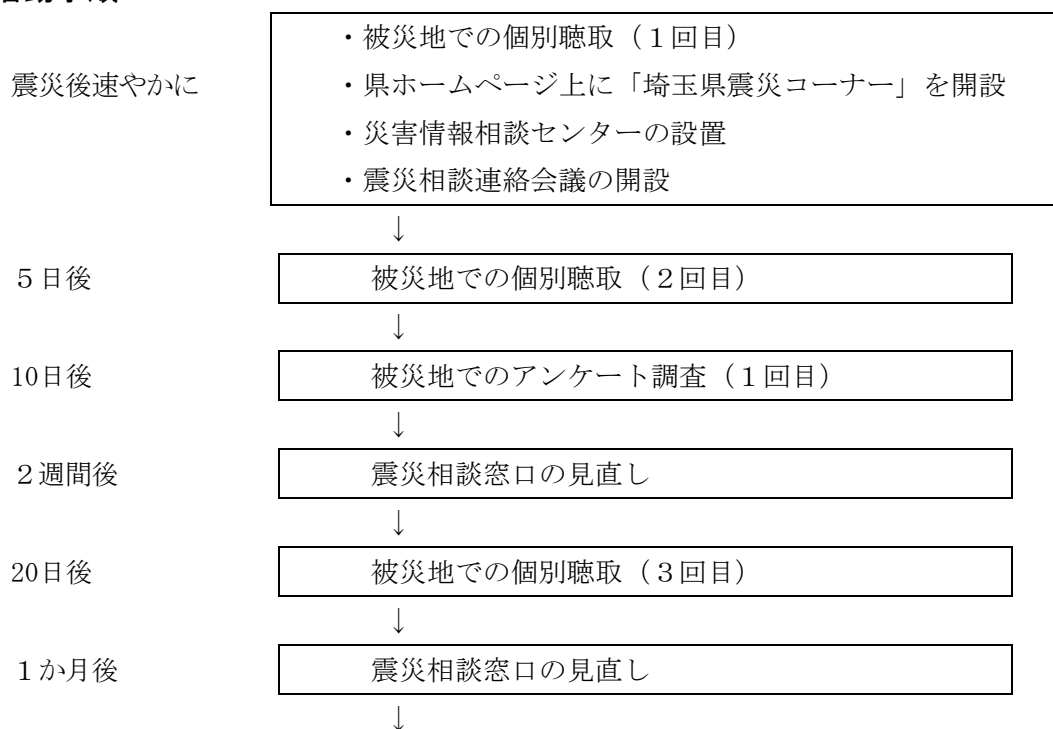 ・被災地での個別聴取（１回目）
震災後速やかに
・県ホームページ上に「埼玉県震災コーナー」を開設
・災害情報相談センターの設置
・震災相談連絡会議の開設
↓
５日後 被災地での個別聴取（２回目）
↓
10日後 被災地でのアンケート調査（１回目）
↓
２週間後 震災相談窓口の見直し
↓
20日後 被災地での個別聴取（３回目）
↓
１か月後 震災相談窓口の見直し
↓